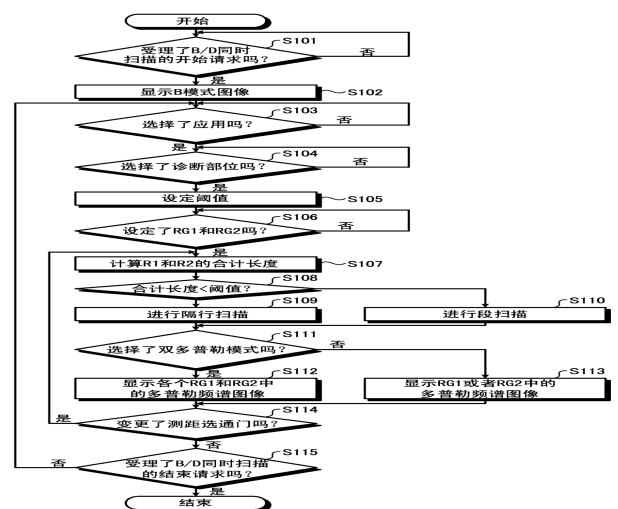 开始
受理了B/D同时
扫描的开始请求吗?
S101
否
是
显示B模式图像
S102
选择了应用吗?
S103
否
是
选择了诊断部位吗?
S104
否
是
设定阈值
S105
设定了RG1和RG2吗?
S106
否
是
计算R1和R2的合计长度
S107
合计长度<阈值?
S108
进行隔行扫描
S109
进行段扫描
S110
选择了双多普勒模式吗?
S111
否
是
显示各个RG1和RG2中
的多普勒频谱图像
S112
显示RG1或者RG2中的
多普勒频谱图像
S113
变更了测距选通门吗?
S114
是
否
受理了B/D同时扫描
的结束请求吗?
S115
否
是
结束